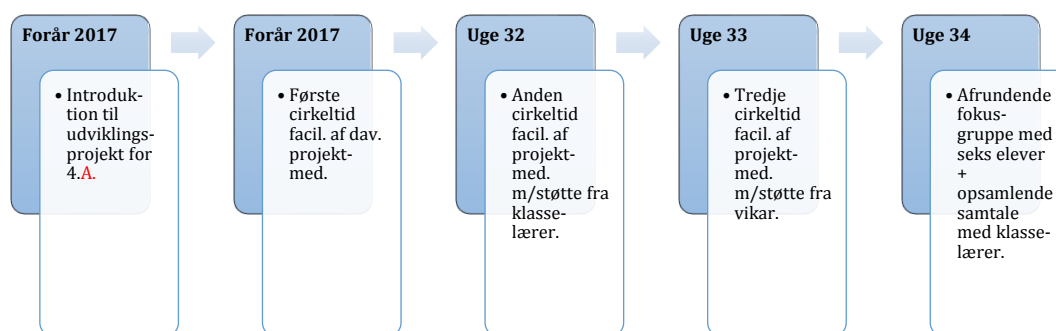 Forår 2017
• Introduk-
tion til
udviklings-
projekt for
4.A.
Forår 2017
• Første
cirkeltid
facil. af dav.
projekt-
med.
Uge 32
• Anden
cirkeltid
facil. af
projekt-
med.
m/støtte fra
klasse-
lærer.
Uge 33
• Tredje
cirkeltid
facil. af
projekt-
med.
m/støtte fra
vikar.
Uge 34
• Afrundende
fokus-
gruppe med
seks elever
+
opsamlende
samtale
med klasse-
lærer.